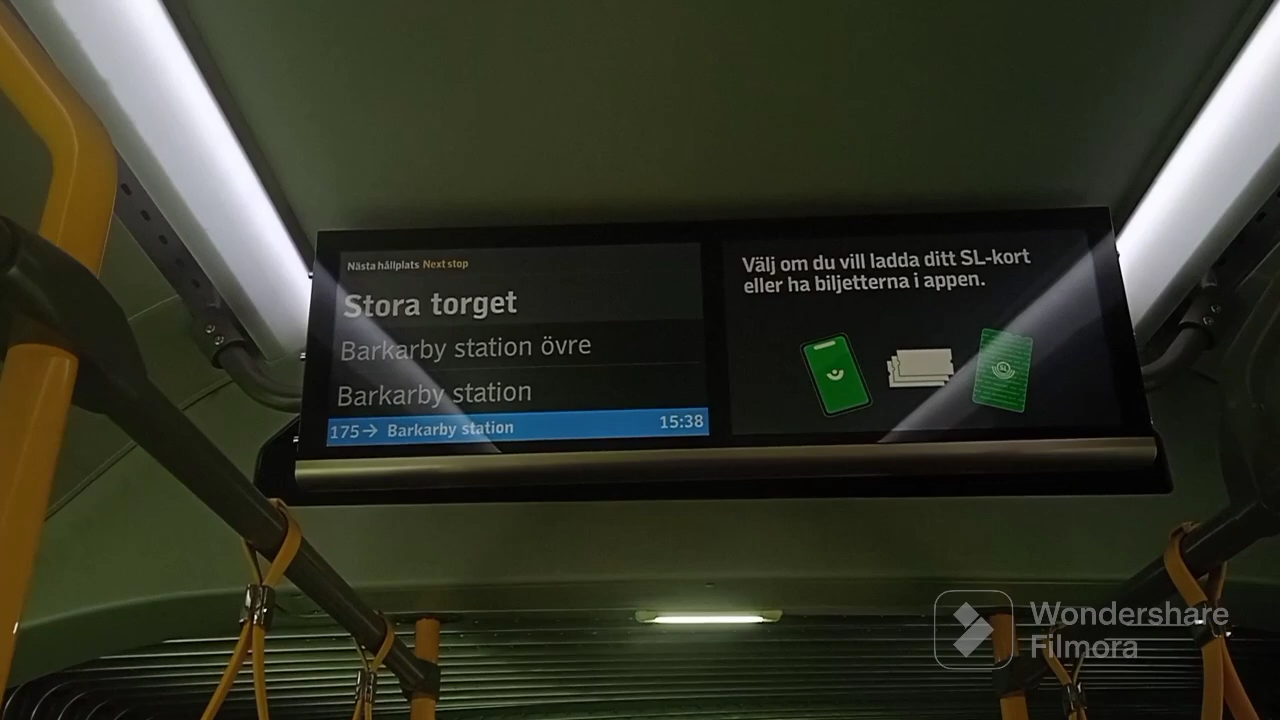 Nästa hållplats Next stop
Stora torget
Barkarby station övre
Barkarby station
175→ Barkarby station 15:38
Välj om du vill ladda ditt SL-kort
eller ha biljetterna i appen.
SL
Wondershare
Filmora